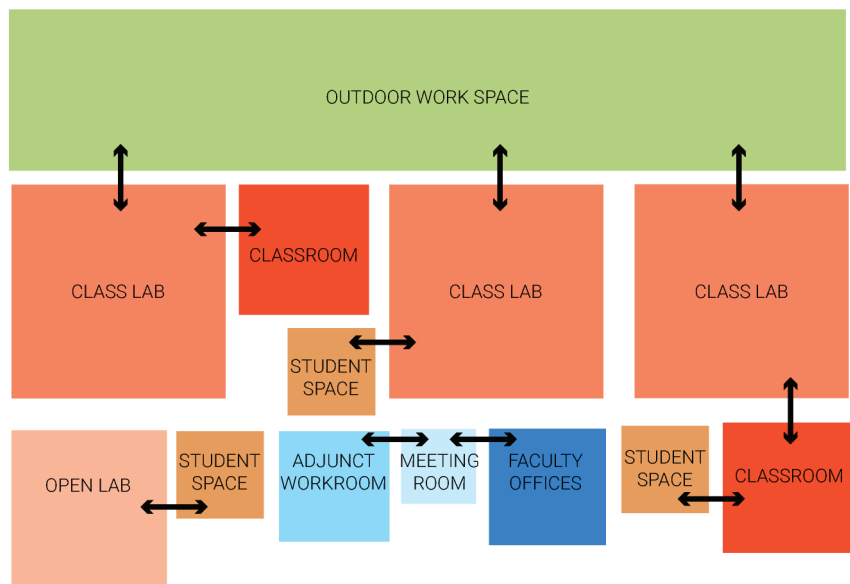 OUTDOOR WORK SPACE
CLASS LAB
CLASSROOM
CLASS LAB
CLASS LAB
STUDENT
SPACE
OPEN LAB
STUDENT
SPACE
ADJUNCT
WORKROOM
MEETING
ROOM
FACULTY
OFFICES
STUDENT
SPACE
CLASSROOM